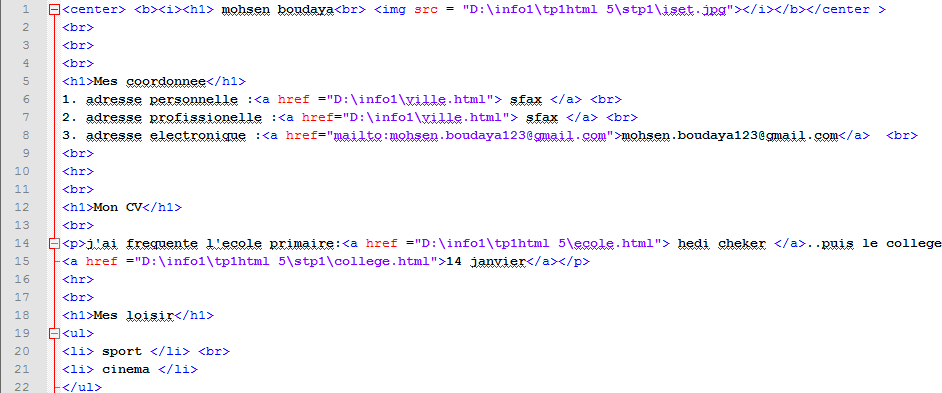 1 <center> <b><i><h1> mohsen boudaya<br> <img src = "D:\info1\tp1html 5\stp1\iset.jpg"></i></b></center >
2 <br>
3 <br>
4 <br>
5 <h1>Mes coordonnee</h1>
6 1. adresse personnelle :<a href ="D:\info1\ville.html"> sfax </a> <br>
7 2. adresse profissionelle :<a href ="D:\info1\ville.html"> sfax </a> <br>
8 3. adresse electronique :<a href="mailto:mohsen.boudaya123@gmail.com">mohsen.boudaya123@gmail.com</a>  <br>
9 <br>
10 <hr>
11 <br>
12 <h1>Mon CV</h1>
13 <br>
14 <p>j'ai frequente l'ecole primaire:<a href ="D:\info1\tp1html 5\ecole.html"> hedi cheker </a>..puis le college
15 <a href ="D:\info1\tp1html 5\stp1\college.html">14 janvier</a></p>
16 <hr>
17 <br>
18 <h1>Mes loisir</h1>
19 <ul>
20 <li> sport </li> <br>
21 <li> cinema </li>
22 </ul>